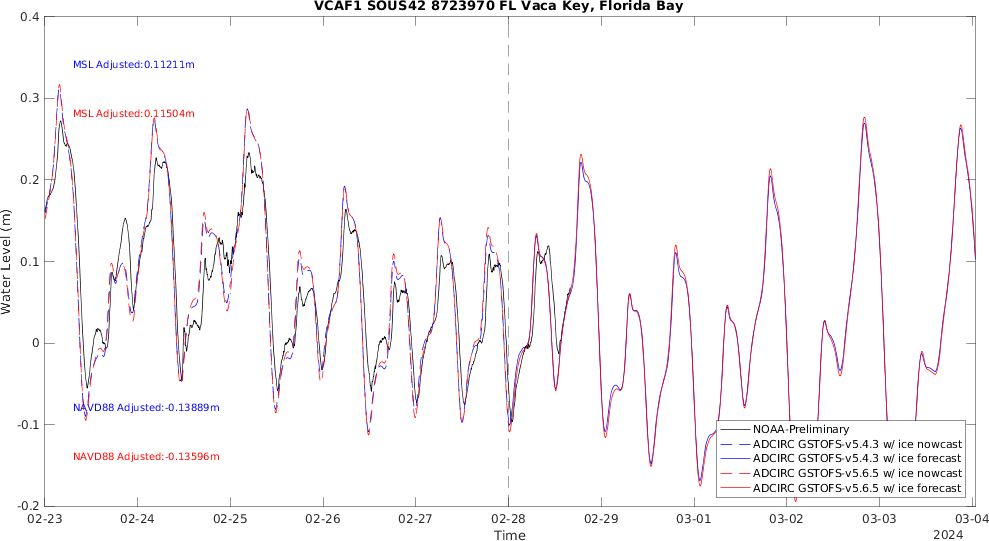 VCAF1 SOUS42 8723970 FL Vaca Key, Florida Bay
0.4
0.3
0.2
0.1
0
-0.1
-0.2
Water Level (m)
MSL Adjusted:0.11211m
MSL Adjusted:0.11504m
NAVD88 Adjusted:-0.13889m
NAVD88 Adjusted:-0.13596m
NOAA-Preliminary
ADCIRC GSTOFS-v5.4.3 w/ ice nowcast
ADCIRC GSTOFS-v5.4.3 w/ ice forecast
ADCIRC GSTOFS-v5.6.5 w/ ice nowcast
ADCIRC GSTOFS-v5.6.5 w/ ice forecast
02-23 02-24 02-25 02-26 02-27 02-28 02-29 03-01 03-02 03-03 03-04
Time
2024